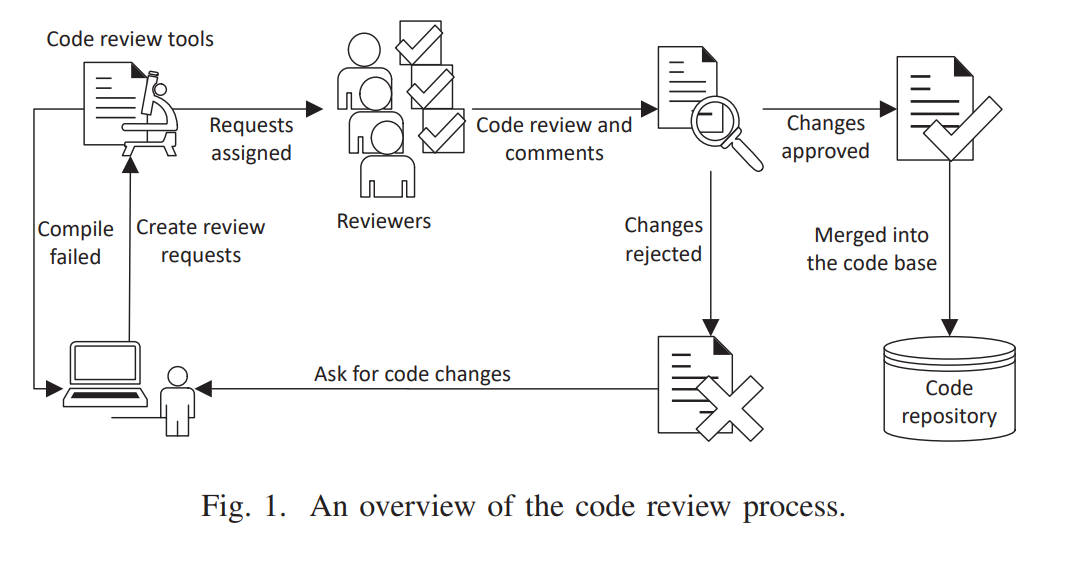 Code review tools
Requests
assigned
Reviewers
Code review and
comments
Changes
approved
Compile
failed
Create review
requests
Changes
rejected
Merged into
the code base
Ask for code changes
Code
repository
Fig. 1. An overview of the code review process.